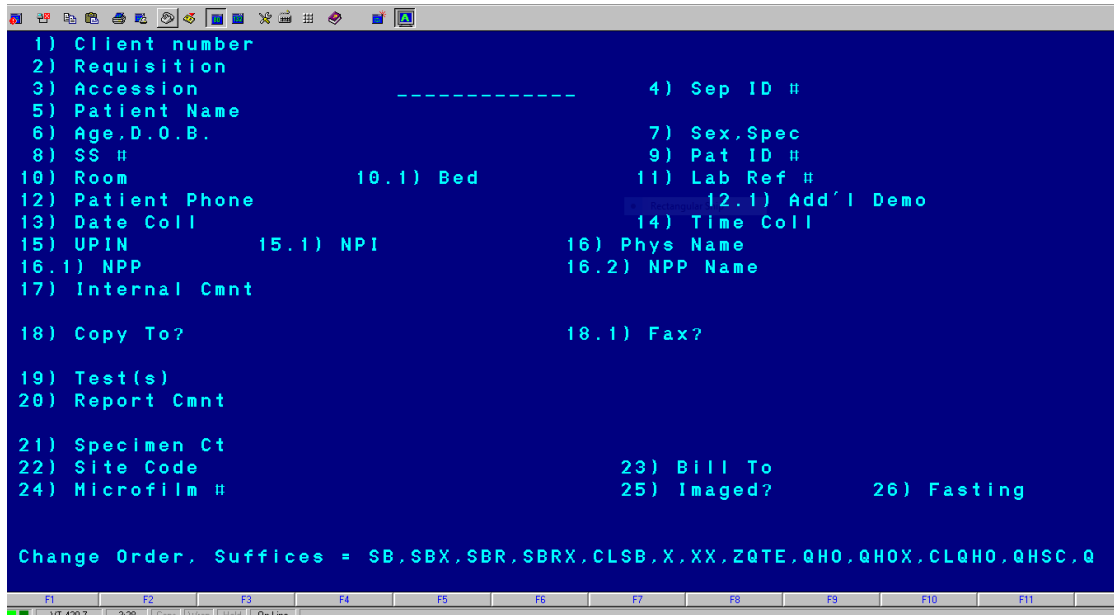 1) Client number
2) Requisition
3) Accession _____________ 4) Sep ID #
5) Patient Name
6) Age,D.O.B. 7) Sex,Spec
8) SS # 9) Pat ID #
10) Room 10.1) Bed 11) Lab Ref #
12) Patient Phone 12.1) Add´l Demo
13) Date Coll 14) Time Coll
15) UPIN 15.1) NPI 16) Phys Name
16.1) NPP 16.2) NPP Name
17) Internal Cmnt
18) Copy To? 18.1) Fax?
19) Test(s)
20) Report Cmnt
21) Specimen Ct
22) Site Code 23) Bill To
24) Microfilm # 25) Imaged? 26) Fasting
Change Order, Suffices = SB,SBX,SBR,SBRX,CLSB,X,XX,ZQTE,QHO,QHOX,CLQHO,QHSC,Q
F1 F2 F3 F4 F5 F6 F7 F8 F9 F10 F11